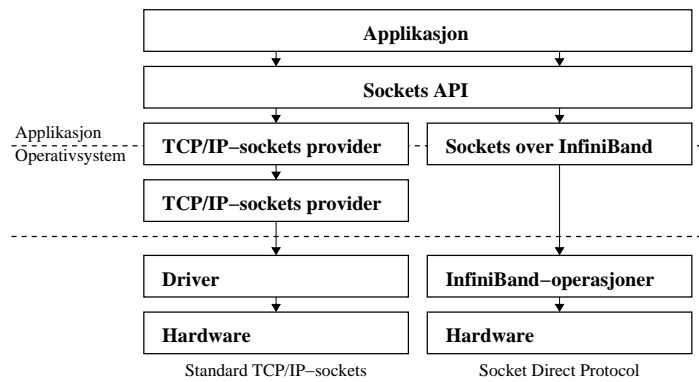 Applikasjon
Sockets API
Applikasjon
Operativsystem
TCP/IP−sockets provider
Sockets over InfiniBand
TCP/IP−sockets provider
Driver
InfiniBand−operasjoner
Hardware
Hardware
Standard TCP/IP−sockets
Socket Direct Protocol